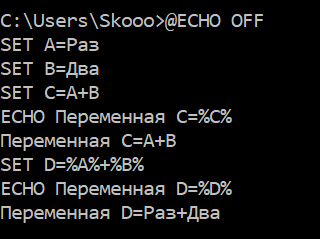 C:\Users\Skooo>@ECHO OFF
SET A=Раз
SET B=Два
SET C=A+B
ECHO Переменная C=%C%
Переменная C=A+B
SET D=%A%+%B%
ECHO Переменная D=%D%
Переменная D=Раз+Два